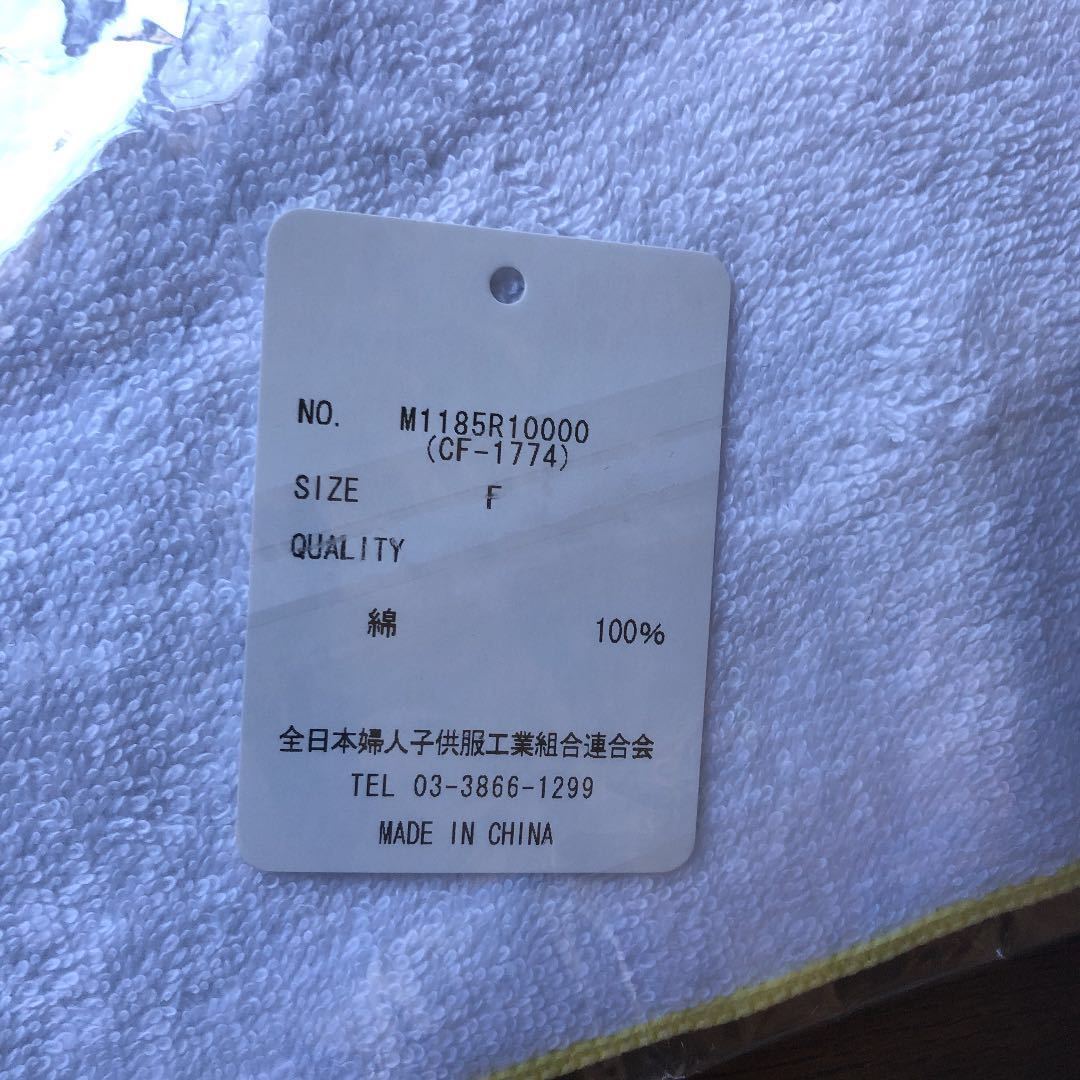 NO. M1185R10000
(CF-1774)
SIZE F
QUALITY
綿 100%
全日本婦人子供服工業組合連合会
TEL 03-3866-1299
MADE IN CHINA